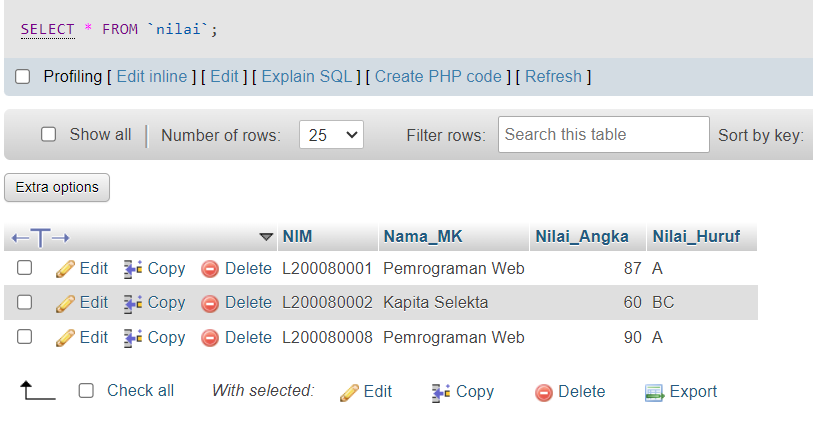 SELECT * FROM `nilai`;
Profiling [ Edit inline ] [ Edit ] [ Explain SQL ] [ Create PHP code ] [ Refresh ]
Show all Number of rows: 25 Filter rows: Search this table Sort by key:
Extra options
←T→ NIM Nama_MK Nilai_Angka Nilai_Huruf
Edit Copy Delete L200080001 Pemrograman Web 87 A
Edit Copy Delete L200080002 Kapita Selekta 60 BC
Edit Copy Delete L200080008 Pemrograman Web 90 A
Check all With selected: Edit Copy Delete Export